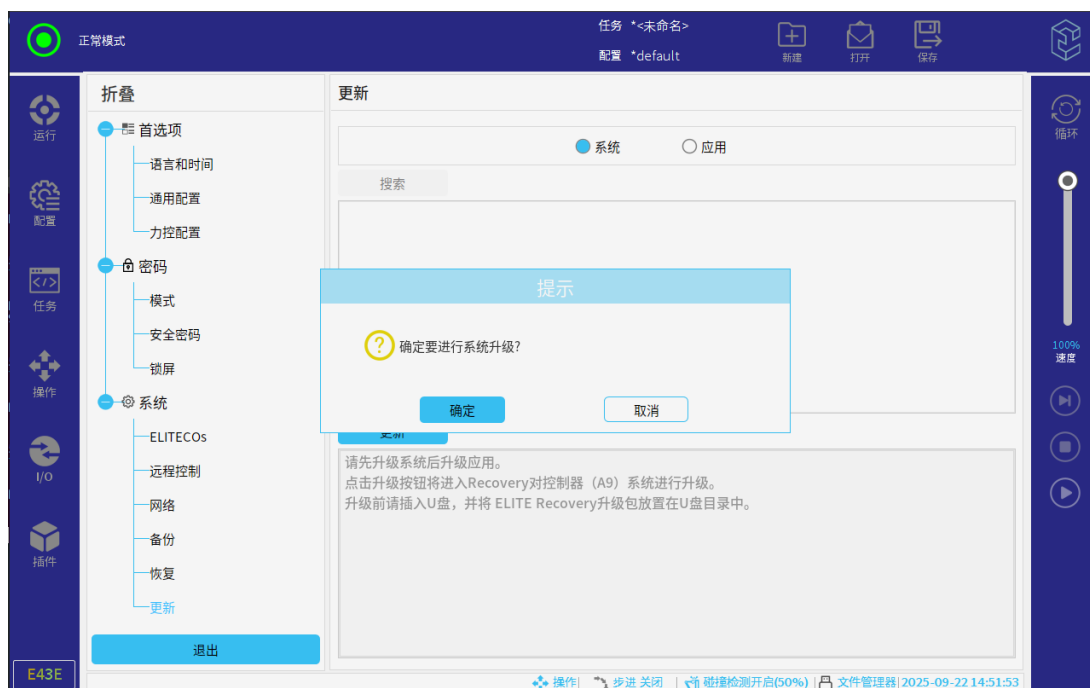 正常模式
任务 *<未命名>
配置 *default
新建
打开
保存
运行
配置
任务
操作
I/O
插件
E43E
折叠
首选项
语言和时间
通用配置
力控配置
密码
模式
安全密码
锁屏
系统
ELITECOs
远程控制
网络
备份
恢复
更新
退出
更新
系统
应用
搜索
提示
确定要进行系统升级?
确定
取消
更新
请先升级系统后升级应用。
点击升级按钮将进入Recovery对控制器（A9）系统进行升级。
升级前请插入U盘，并将 ELITE Recovery升级包放置在U盘目录中。
循环
100%
速度
操作| 步进 关闭 | 碰撞检测开启(50%) | 文件管理器|2025-09-22 14:51:53